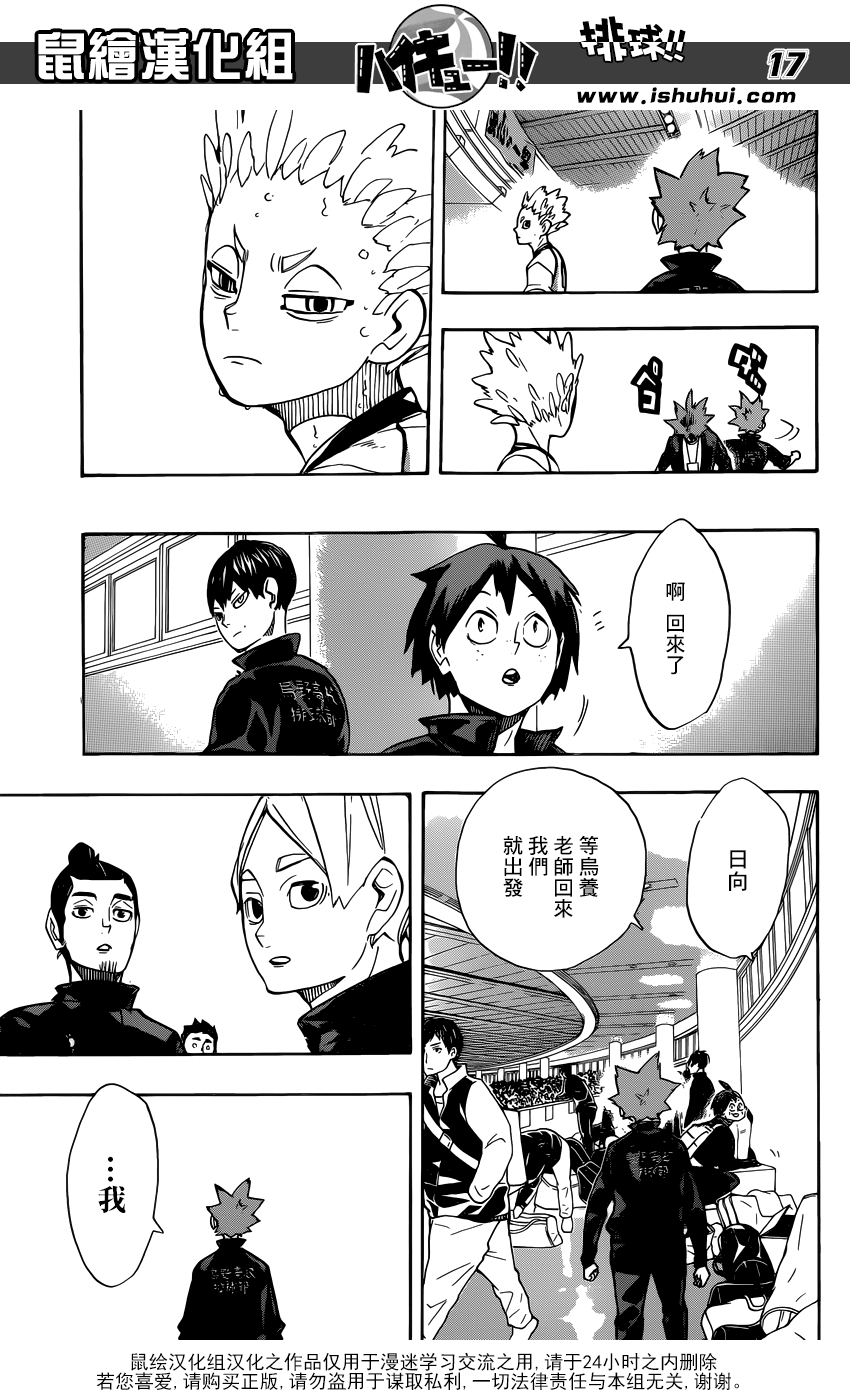 鼠繪漢化組
ハイキュー!!
排球!!
17
www.ishuhui.com
ペコ
啊 回來了
日向
等烏養
老師回來
我們
就出發
…我
鼠绘汉化组汉化之作品仅用于漫迷学习交流之用, 请于24小时之内删除
若您喜爱, 请购买正版, 请勿盗用于谋取私利, 一切法律责任与本组无关, 谢谢。